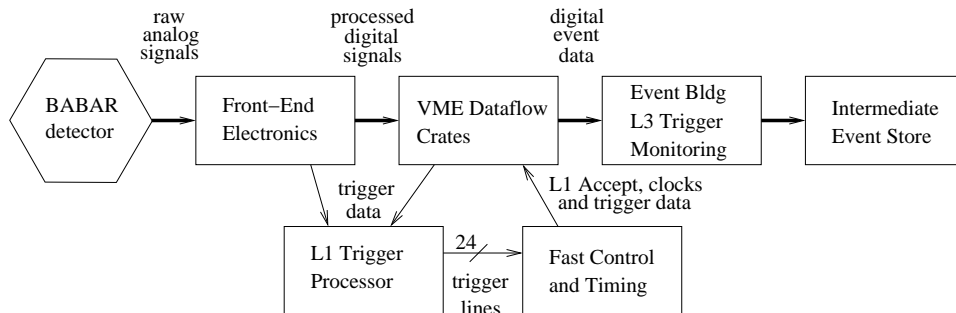 raw
analog
signals
processed
digital
signals
digital
event
data
BABAR
detector
Front-End
Electronics
VME Dataflow
Crates
Event Bldg
L3 Trigger
Monitoring
Intermediate
Event Store
trigger
data
L1 Accept, clocks
and trigger data
L1 Trigger
Processor
24
trigger
lines
Fast Control
and Timing